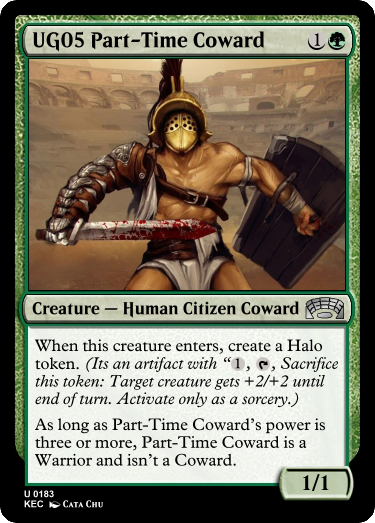 UG05 Part-Time Coward 1
Creature — Human Citizen Coward
When this creature enters, create a Halo
token. (Its an artifact with “1, , Sacrifice
this token: Target creature gets +2/+2 until
end of turn. Activate only as a sorcery.)
As long as Part-Time Coward's power is
three or more, Part-Time Coward is a
Warrior and isn't a Coward.
1/1
U 0183
KEC Cata Chu